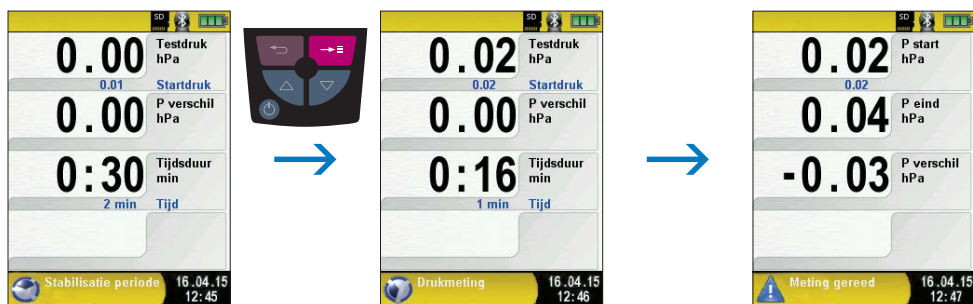 SD
0.00 Testdruk
hPa
0.01 Startdruk
0.00 P verschil
hPa
0:30 Tijdsduur
min
2 min Tijd
Stabilisatie periode 16.04.15
12:45
SD
0.02 Testdruk
hPa
0.02 Startdruk
0.00 P verschil
hPa
0:16 Tijdsduur
min
1 min Tijd
Drukmeting 16.04.15
12:46
SD
0.02 P start
hPa
0.02
0.04 P eind
hPa
-0.03 P verschil
hPa
Meting gereed 16.04.15
12:47